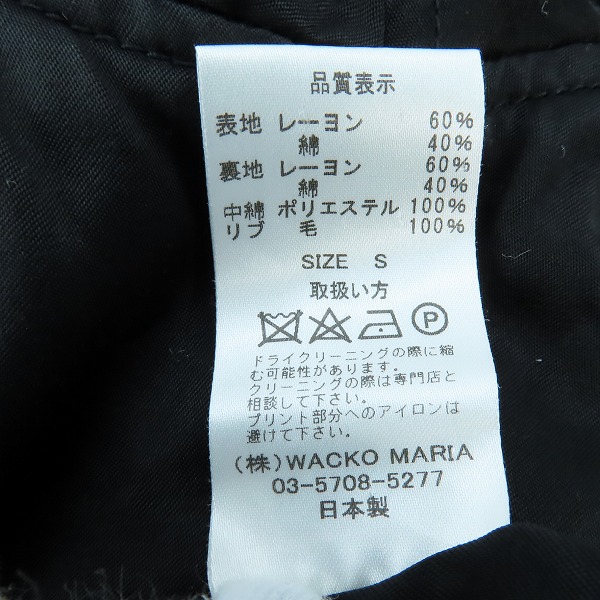 品質表示
表地 レーヨン 60%
綿 40%
裏地 レーヨン 60%
綿 40%
中綿 ポリエステル 100%
リブ 毛 100%
SIZE S
取扱い方
P
ドライクリーニングの際に縮
む可能性があります。
クリーニングの際は専門店と
相談して下さい。
プリント部分へのアイロンは
避けて下さい。
(株)WACKO MARIA
03-5708-5277
日本製